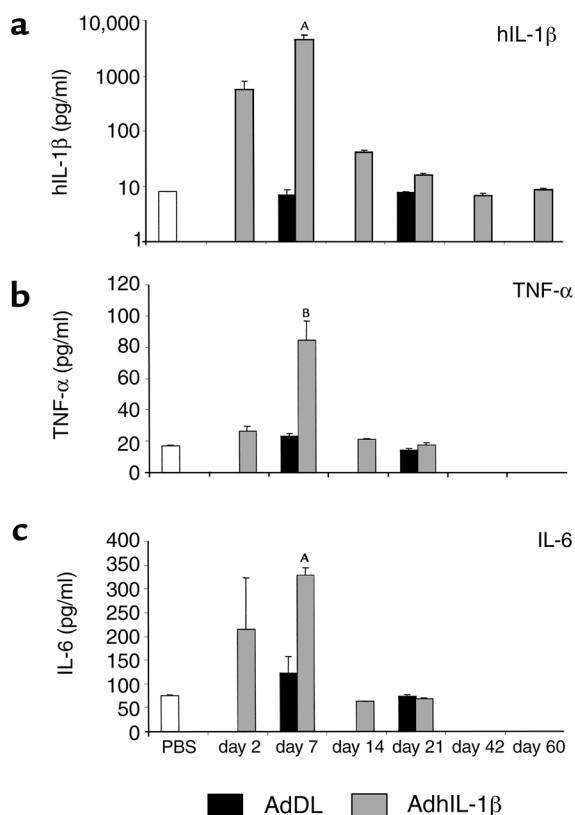 a
hIL-1β
A
10,000
1000
100
10
1
hIL-1β (pg/ml)
b
TNF-α
B
120
100
80
60
40
20
0
TNF-α (pg/ml)
c
IL-6
A
400
350
300
250
200
150
100
50
0
IL-6 (pg/ml)
PBS day 2 day 7 day 14 day 21 day 42 day 60
AdDL AdhIL-1β